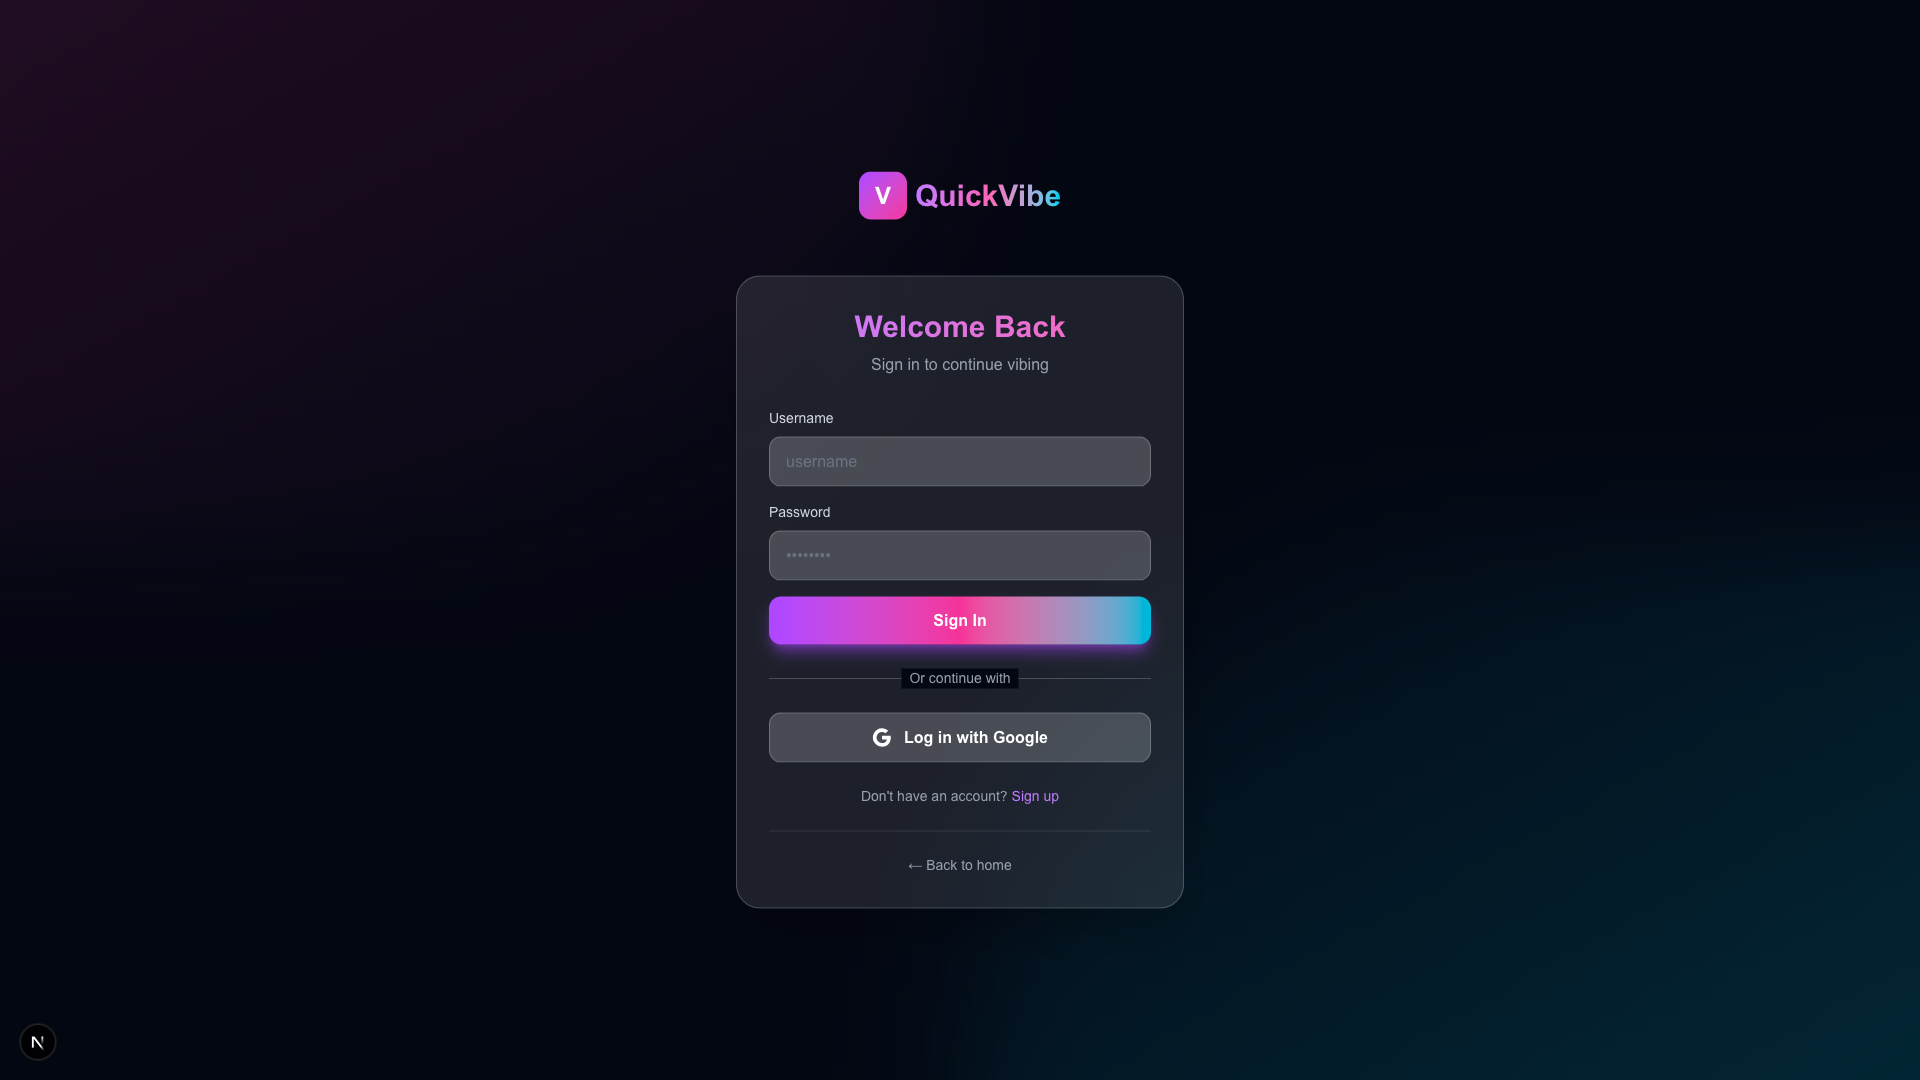 V QuickVibe
Welcome Back
Sign in to continue vibing
Username
username
Password
••••••••
Sign In
Or continue with
G Log in with Google
Don't have an account? Sign up
← Back to home
N